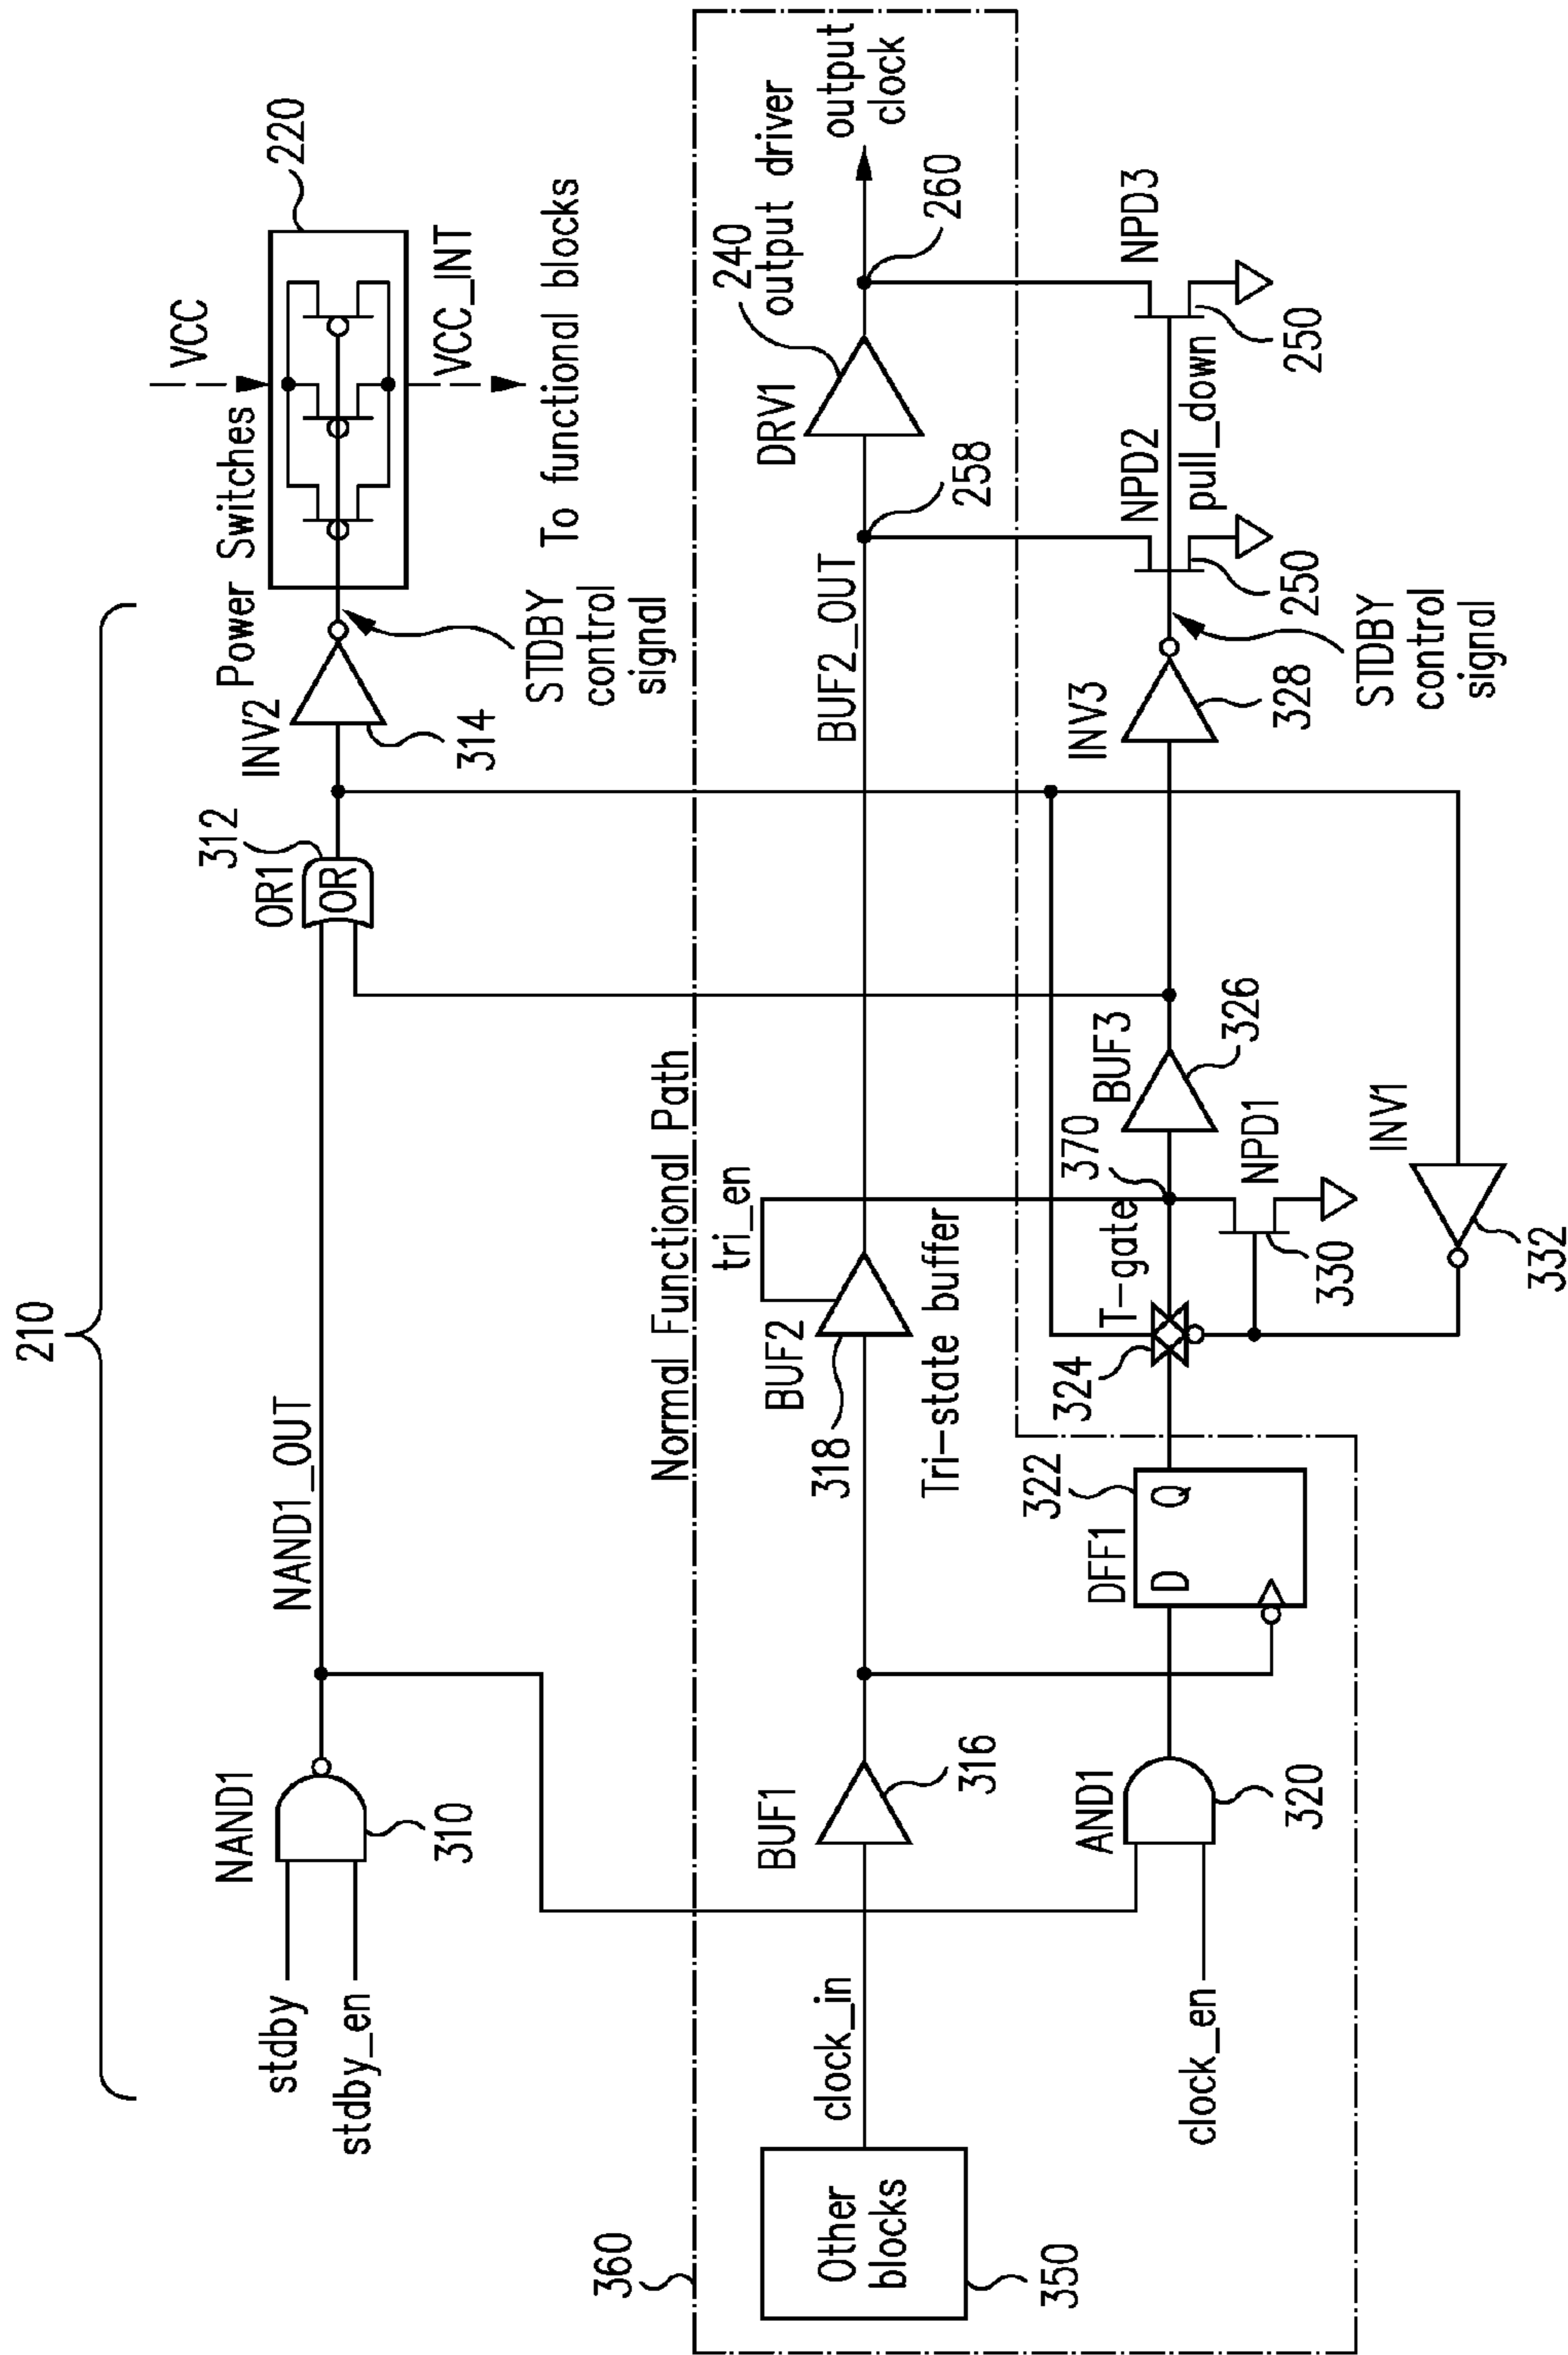 210
NAND1
310
stdby
stdby_en
NAND1_OUT
OR1
312
OR
INV2
314
STDBY
control
signal
Power Switches
220
VCC
VCC_INT
To functional blocks
Normal Functional Path
360
Other
blocks
350
clock_in
BUF1
316
BUF2
318
tri_en
Tri-state buffer
BUF2_OUT
258
DRV1
240
output driver
260
output
clock
clock_en
AND1
320
DFF1
322
D
Q
324
T-gate
370
NPD1
330
BUF3
326
INV1
332
INV3
328
STDBY
control
signal
NPD2
250
pull_down
NPD3
250